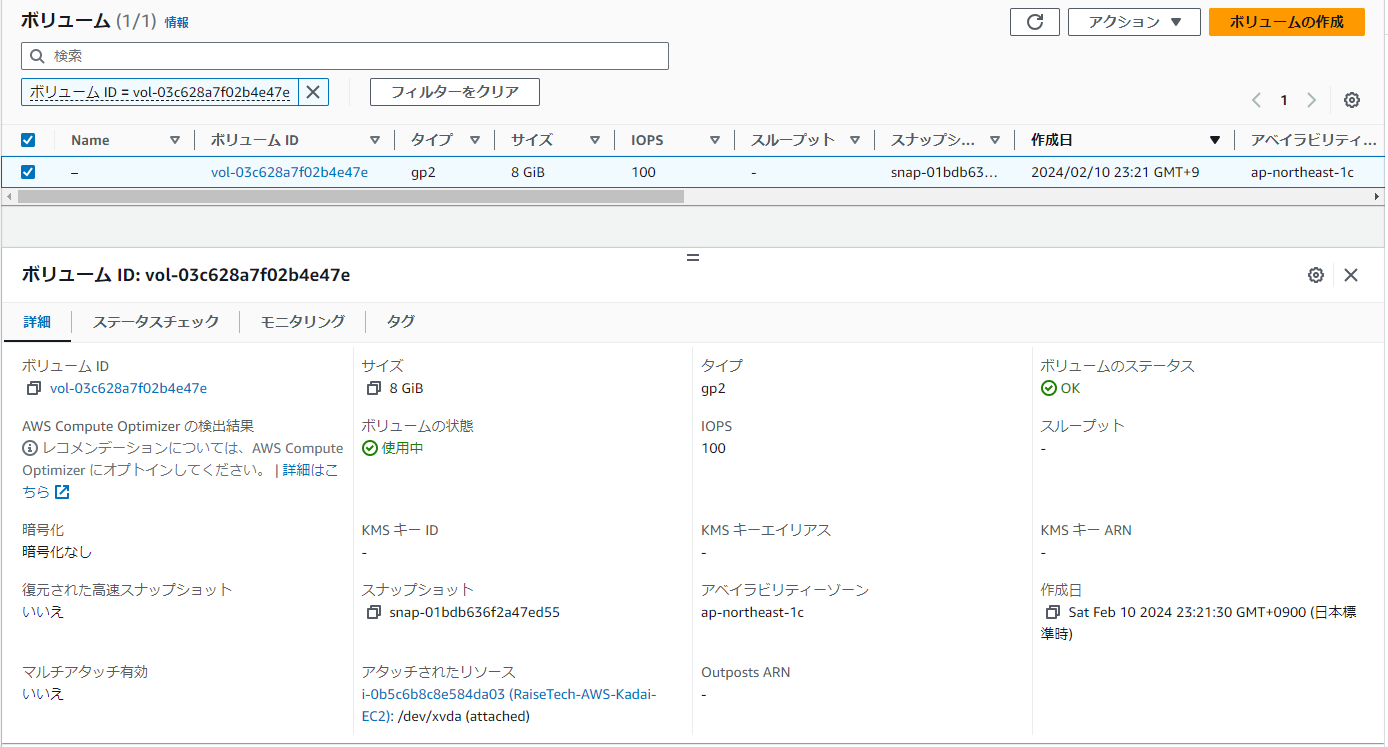 ボリューム (1/1) 情報
アクション ▼
ボリュームの作成
検索
ボリューム ID = vol-03c628a7f02b4e47e
フィルターをクリア
1
Name ボリューム ID タイプ サイズ IOPS スループット スナップシ... 作成日 アベイラビリティ...
– vol-03c628a7f02b4e47e gp2 8 GiB 100 - snap-01bdb63... 2024/02/10 23:21 GMT+9 ap-northeast-1c
ボリューム ID: vol-03c628a7f02b4e47e
詳細 ステータスチェック モニタリング タグ
ボリューム ID
vol-03c628a7f02b4e47e
サイズ
8 GiB
タイプ
gp2
ボリュームのステータス
OK
AWS Compute Optimizer の検出結果
レコメンデーションについては、AWS Compute
Optimizer にオプトインしてください。 | 詳細はこ
ちら
ボリュームの状態
使用中
IOPS
100
スループット
-
暗号化
暗号化なし
KMS キー ID
-
KMS キーエイリアス
-
KMS キー ARN
-
復元された高速スナップショット
いいえ
スナップショット
snap-01bdb636f2a47ed55
アベイラビリティーゾーン
ap-northeast-1c
作成日
Sat Feb 10 2024 23:21:30 GMT+0900 (日本標
準時)
マルチアタッチ有効
いいえ
アタッチされたリソース
i-0b5c6b8c8e584da03 (RaiseTech-AWS-Kadai-
EC2): /dev/xvda (attached)
Outposts ARN
-